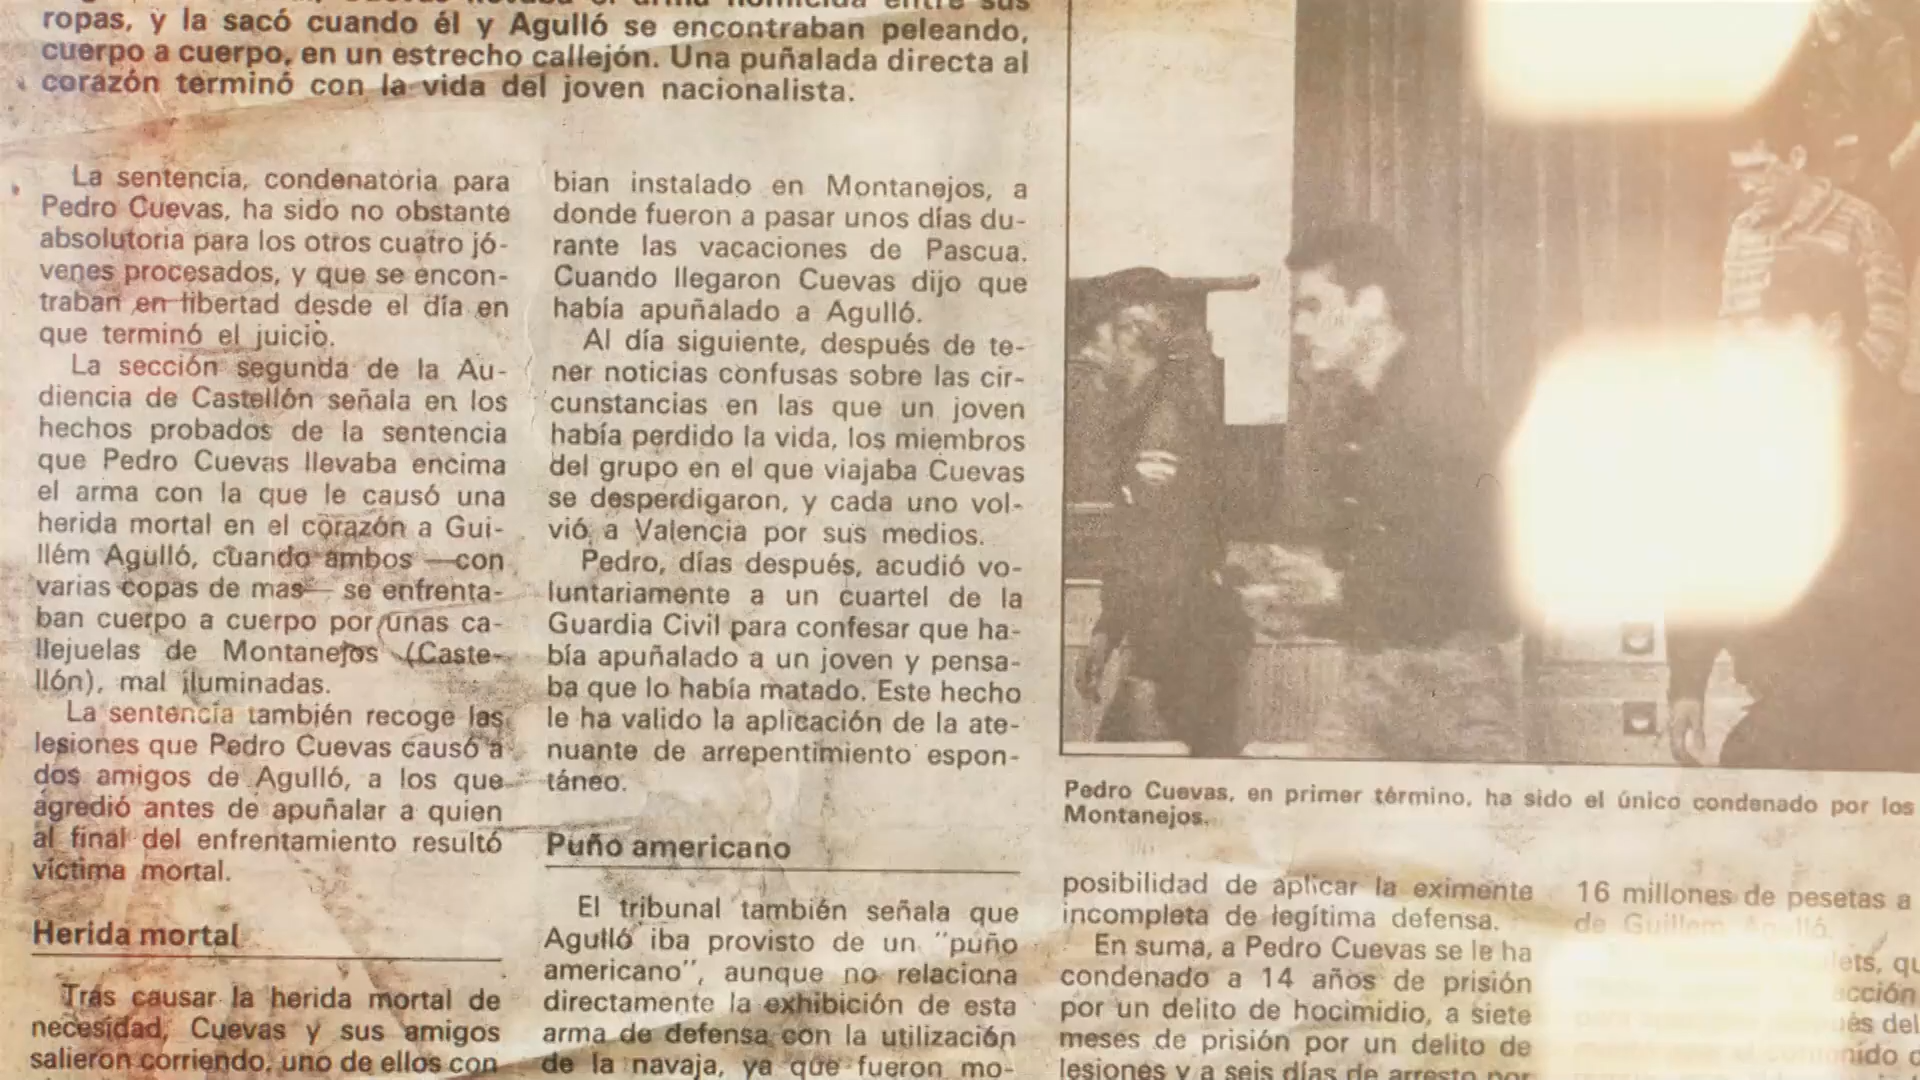 ropas, y la sacó cuando él y Agulló se encontraban peleando,
cuerpo a cuerpo, en un estrecho callejón. Una puñalada directa al
corazón terminó con la vida del joven nacionalista.
La sentencia, condenatoria para
Pedro Cuevas, ha sido no obstante
absolutoria para los otros cuatro jó-
venes procesados, y que se encon-
traban en libertad desde el día en
que terminó el juicio.
La sección segunda de la Au-
diencia de Castellón señala en los
hechos probados de la sentencia
que Pedro Cuevas llevaba encima
el arma con la que le causó una
herida mortal en el corazón a Gui-
llém Agulló, cuando ambos —con
varias copas de mas— se enfrenta-
ban cuerpo a cuerpo por unas ca-
llejuelas de Montanejos (Caste-
llón), mal iluminadas.
La sentencia también recoge las
lesiones que Pedro Cuevas causó a
dos amigos de Agulló, a los que
agredió antes de apuñalar a quien
al final del enfrentamiento resultó
víctima mortal.
Herida mortal
Tras causar la herida mortal de
necesidad, Cuevas y sus amigos
salieron corriendo, uno de ellos con
bian instalado en Montanejos, a
donde fueron a pasar unos días du-
rante las vacaciones de Pascua.
Cuando llegaron Cuevas dijo que
había apuñalado a Agulló.
Al día siguiente, después de te-
ner noticias confusas sobre las cir-
cunstancias en las que un joven
había perdido la vida, los miembros
del grupo en el que viajaba Cuevas
se desperdigaron, y cada uno vol-
vió a Valencia por sus medios.
Pedro, días después, acudió vo-
luntariamente a un cuartel de la
Guardia Civil para confesar que ha-
bía apuñalado a un joven y pensa-
ba que lo había matado. Este hecho
le ha valido la aplicación de la ate-
nuante de arrepentimiento espon-
táneo.
Puño americano
El tribunal también señala que
Agulló iba provisto de un "puño
americano", aunque no relaciona
directamente la exhibición de esta
arma de defensa con la utilización
de la navaja, ya que fueron mo-
Pedro Cuevas, en primer término, ha sido el único condenado por los
Montanejos.
posibilidad de aplicar la eximente
incompleta de legítima defensa.
En suma, a Pedro Cuevas se le ha
condenado a 14 años de prisión
por un delito de hocimidio, a siete
meses de prisión por un delito de
lesiones y a seis días de arresto por
16 millones de pesetas a
de Guillem